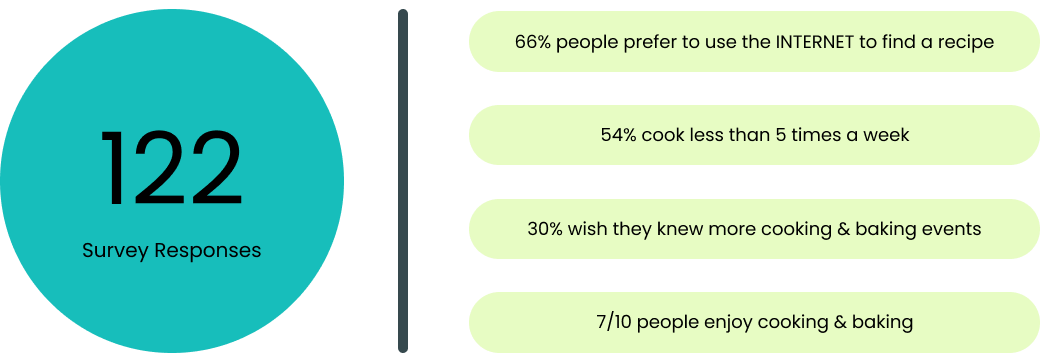 122
Survey Responses
66% people prefer to use the INTERNET to find a recipe
54% cook less than 5 times a week
30% wish they knew more cooking & baking events
7/10 people enjoy cooking & baking